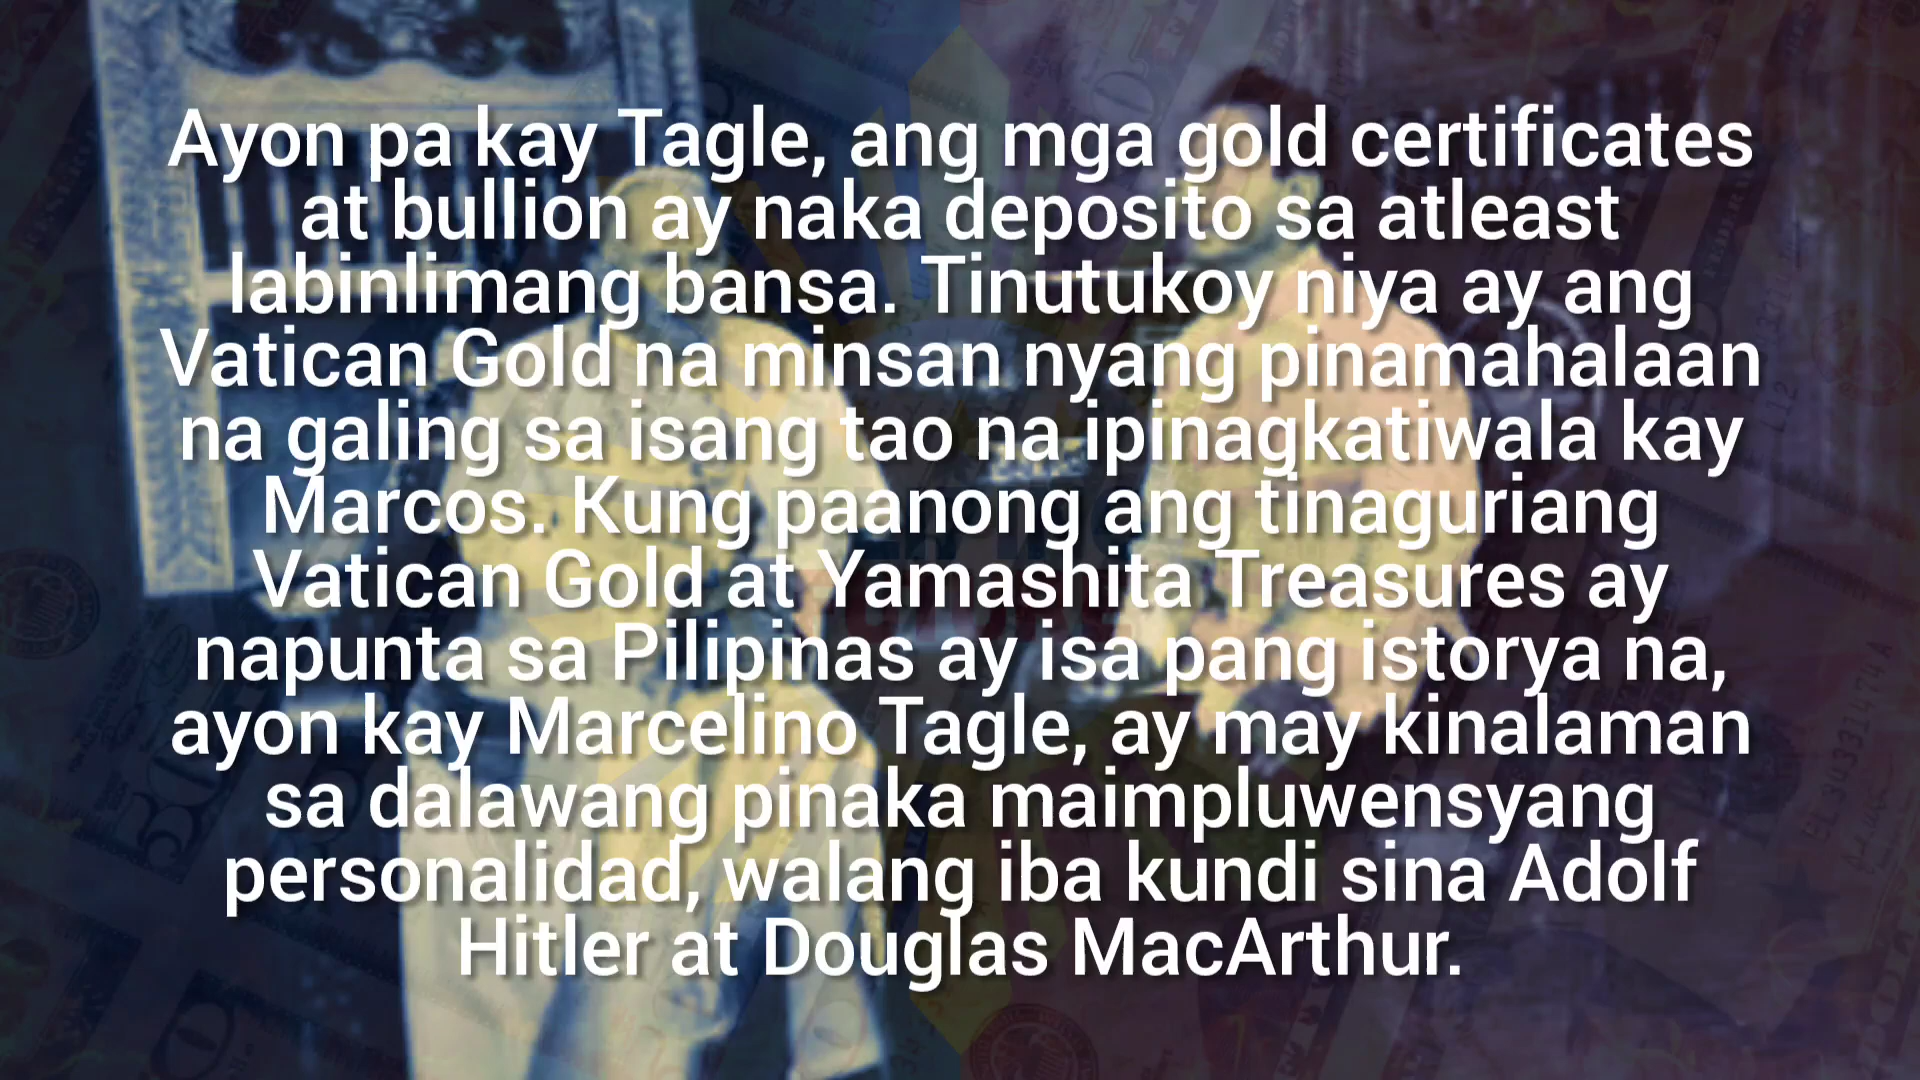 Ayon pa kay Tagle, ang mga gold certificates
at bullion ay naka deposito sa atleast
labinlimang bansa. Tinutukoy niya ay ang
Vatican Gold na minsan nyang pinamahalaan
na galing sa isang tao na ipinagkatiwala kay
Marcos. Kung paanong ang tinaguriang
Vatican Gold at Yamashita Treasures ay
napunta sa Pilipinas ay isa pang istorya na,
ayon kay Marcelino Tagle, ay may kinalaman
sa dalawang pinaka maimpluwensyang
personalidad, walang iba kundi sina Adolf
Hitler at Douglas MacArthur.